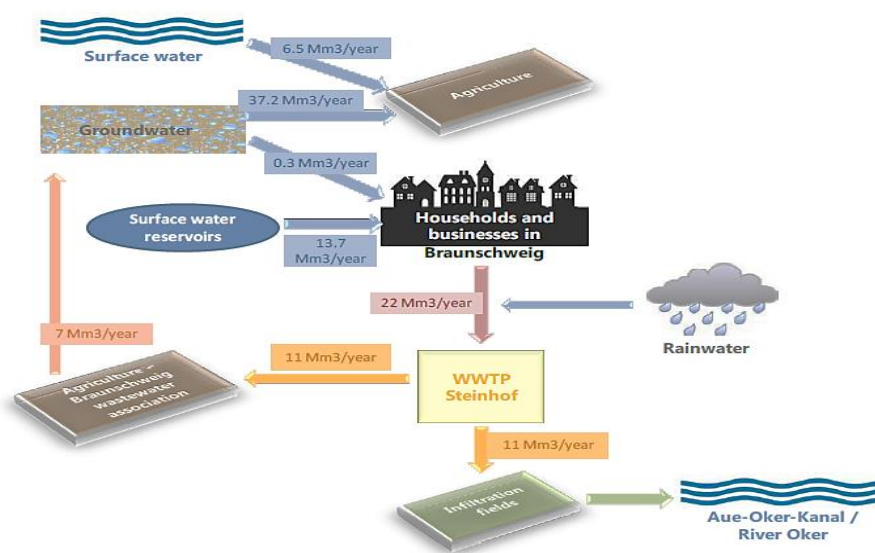 6.5 Mm3/year
Surface water
Agriculture
37.2 Mm3/year
Groundwater
0.3 Mm3/year
Surface water
reservoirs
Households and
businesses in
Braunschweig
13.7
Mm3/year
22 Mm3/year
Rainwater
7 Mm3/year
11 Mm3/year
WWTP
Steinhof
Agriculture –
Braunschweig
wastewater
association
11 Mm3/year
Infiltration
fields
Aue-Oker-Kanal /
River Oker